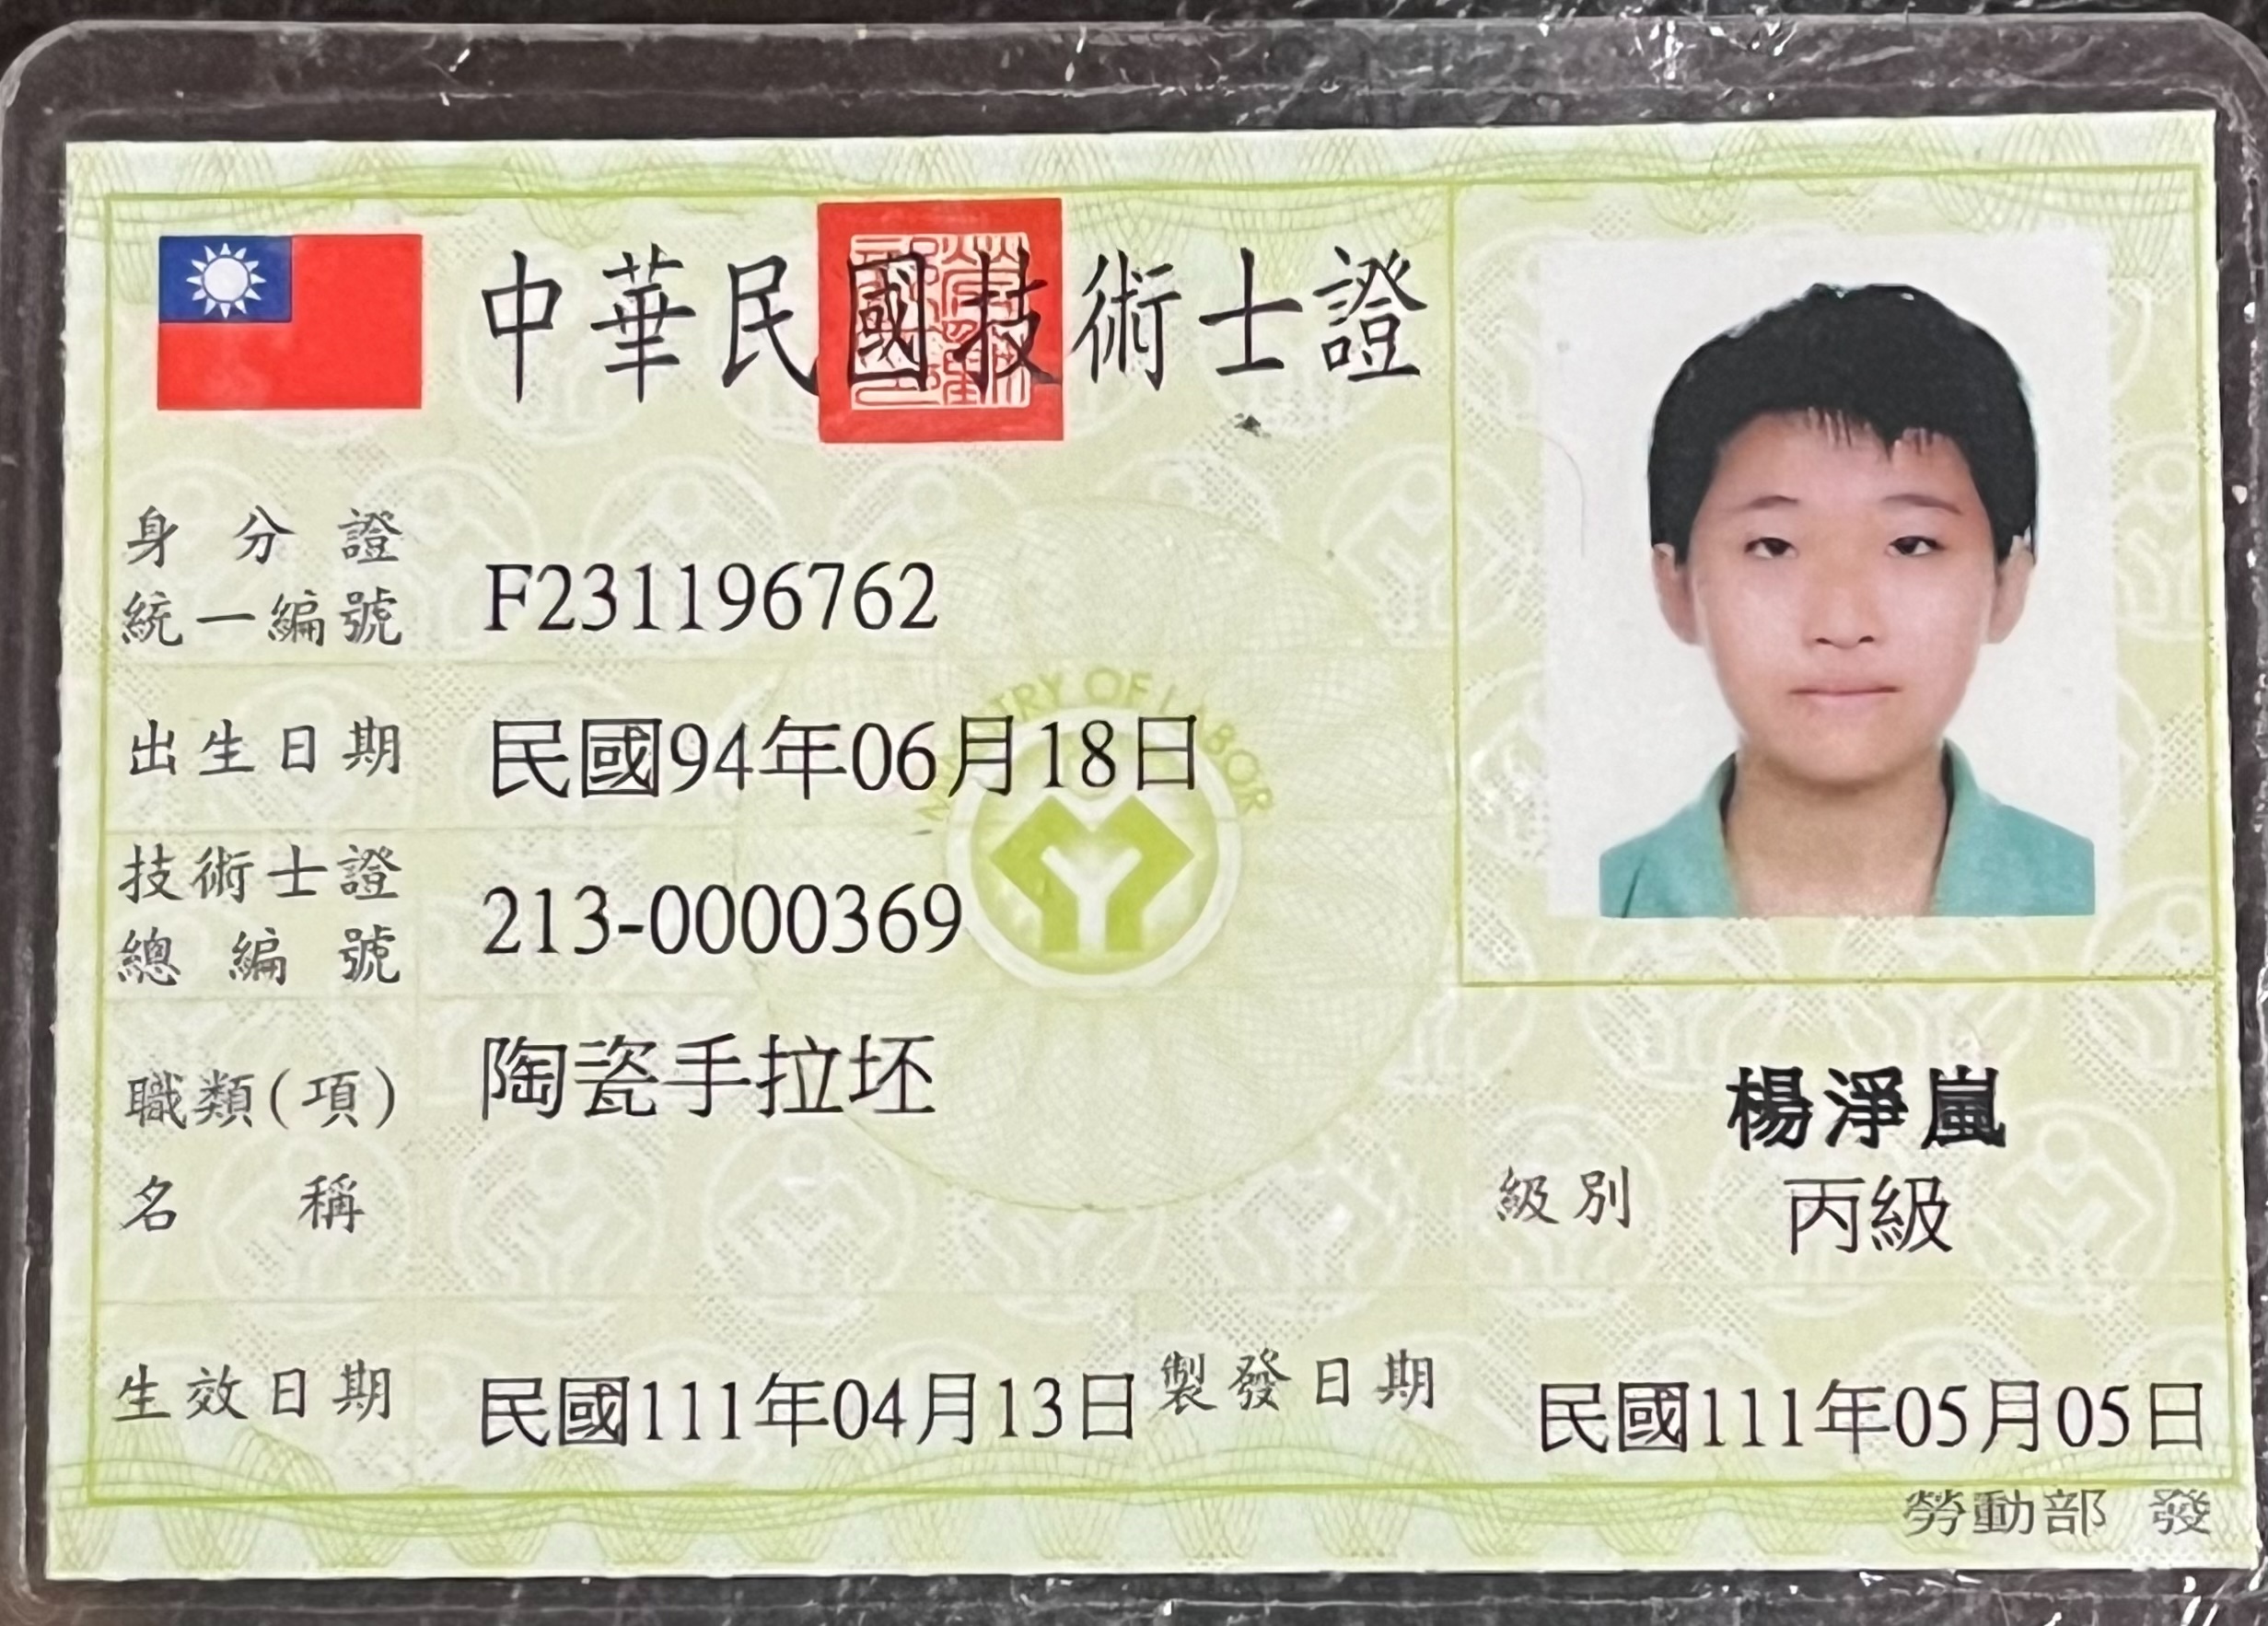 中華民國技術士證
身分證
統一編號 F231196762
出生日期 民國94年06月18日
MINISTRY OF LABOR
技術士證
總編號 213-0000369
職類(項) 陶瓷手拉坯
名稱
楊淨嵐
級別 丙級
生效日期 民國111年04月13日 製發日期 民國111年05月05日
勞動部 發